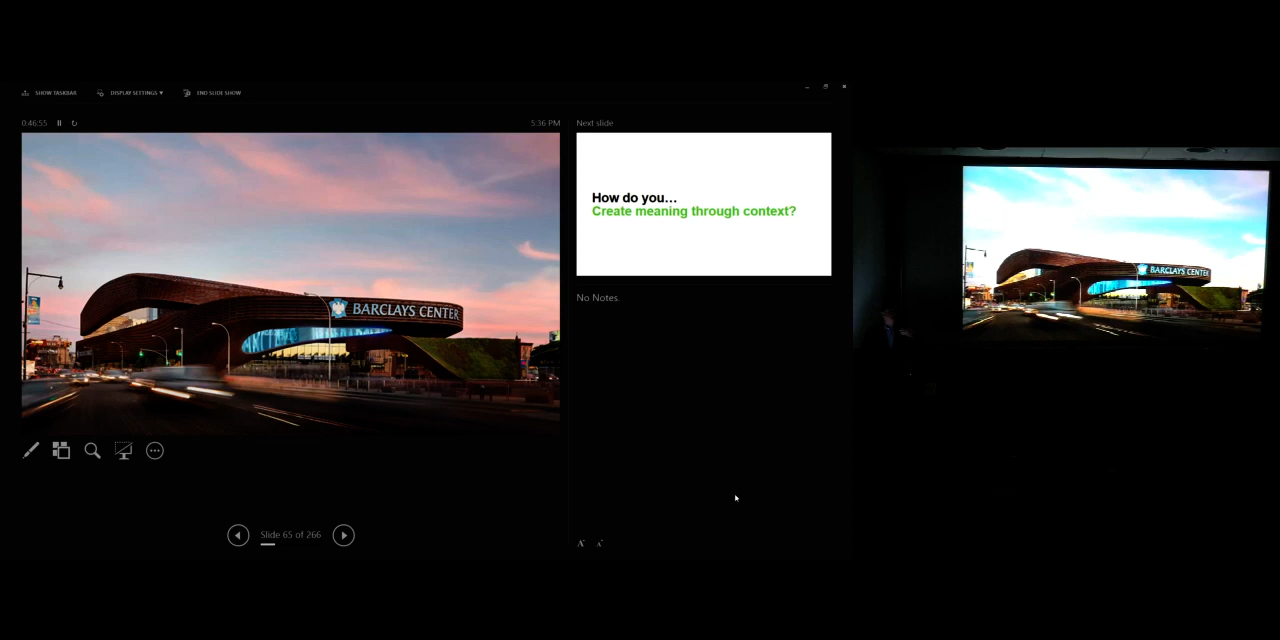 SHOW TASKBAR
DISPLAY SETTINGS ▼
END SLIDE SHOW
0:46:55
5:36 PM
Next slide
BARCLAYS CENTER
How do you...
Create meaning through context?
No Notes.
Slide 65 of 266
A
A
BARCLAYS CENTER